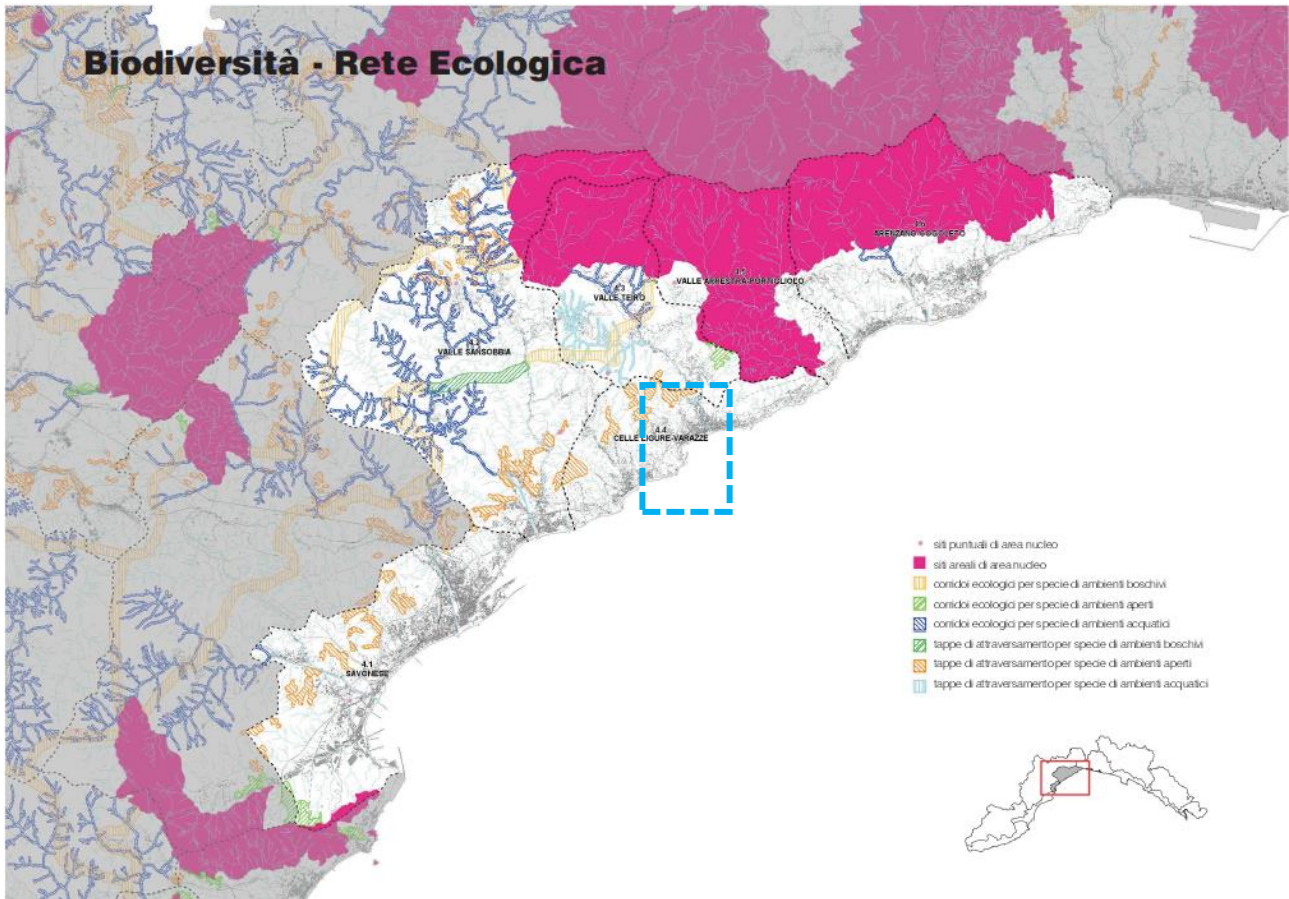 Biodiversità - Rete Ecologica
4.6
ARENZANO COGOLETO
4.5
VALLE ARRESTRA-PORTIGLIOLO
4.3
VALLE TEIRO
4.2
VALLE SANSOBBIA
4.4
CELLE LIGURE-VARAZZE
4.1
SAVONESE
siti puntuali di area nucleo
siti areali di area nucleo
corridoi ecologici per specie di ambienti boschivi
corridoi ecologici per specie di ambienti aperti
corridoi ecologici per specie di ambienti acquatici
tappe di attraversamento per specie di ambienti boschivi
tappe di attraversamento per specie di ambienti aperti
tappe di attraversamento per specie di ambienti acquatici